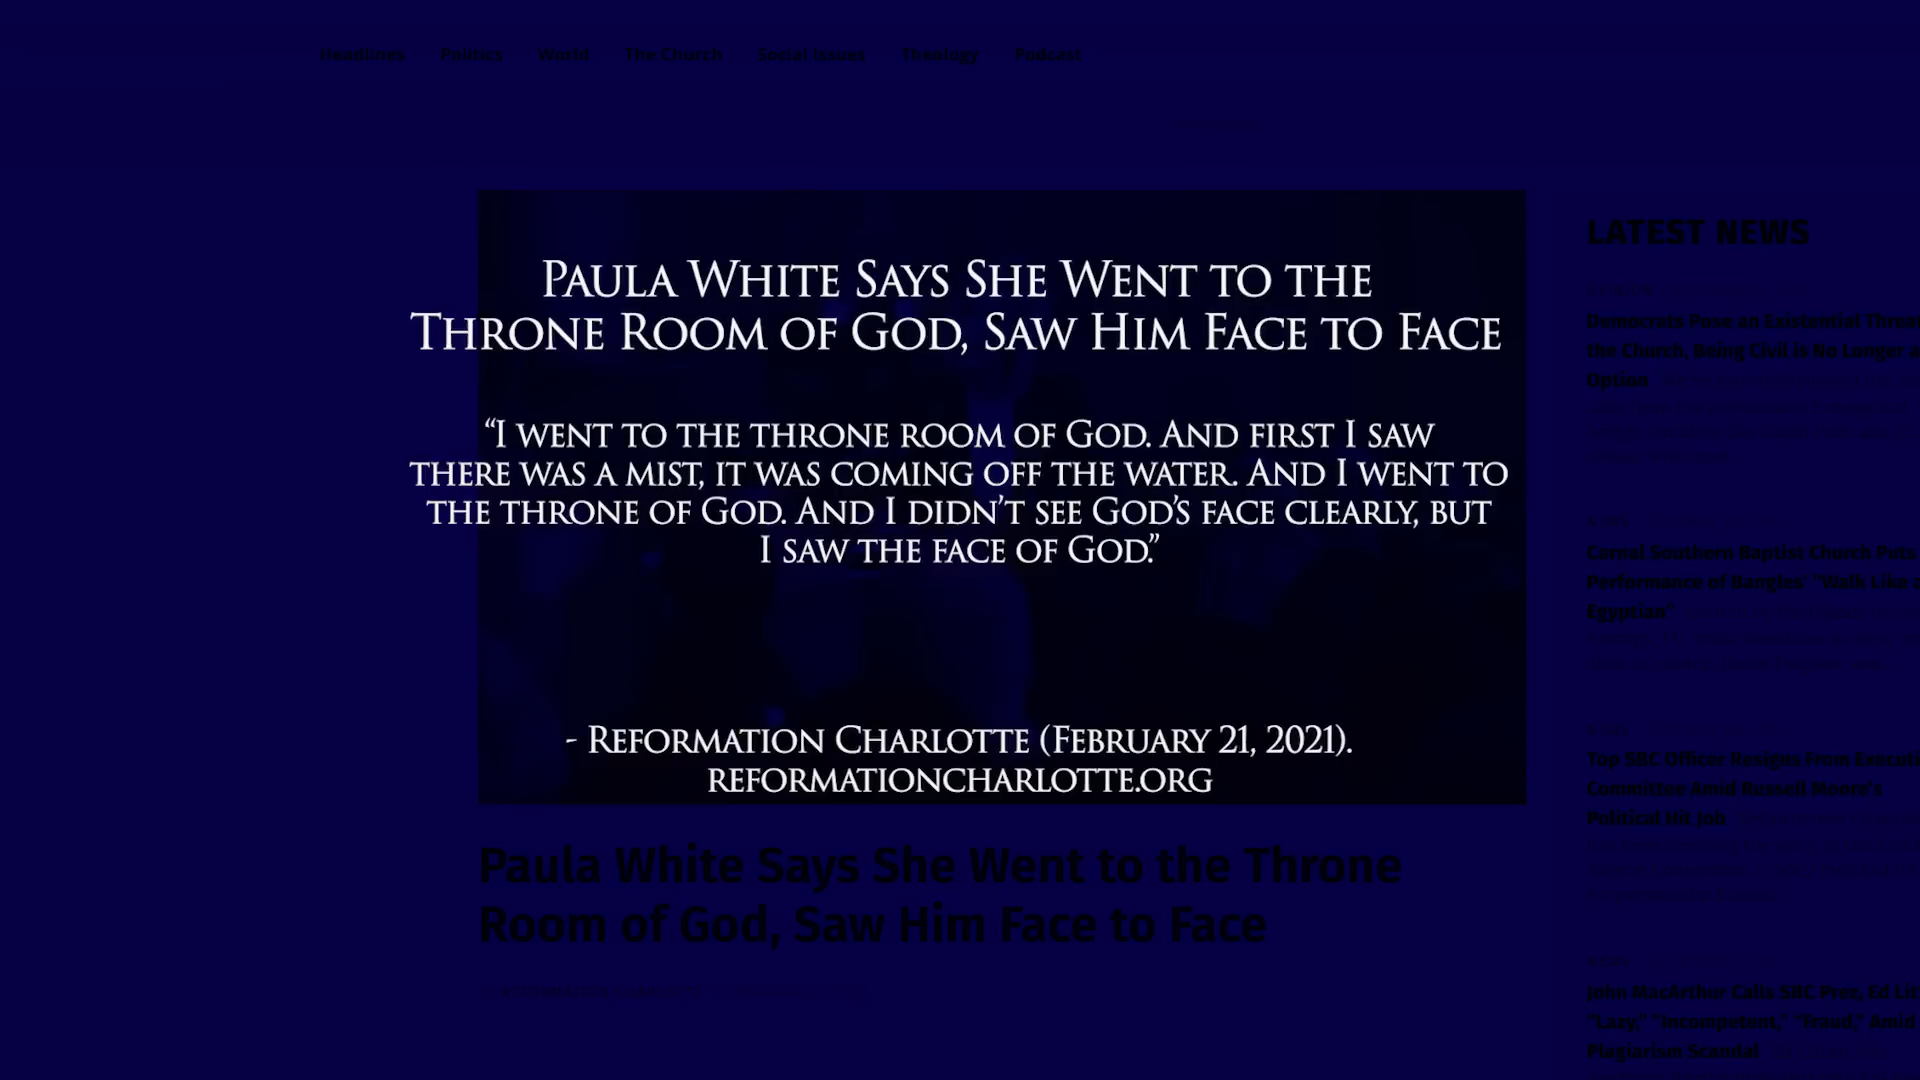 Headlines Politics World The Church Social Issues Theology Podcast
PAULA WHITE SAYS SHE WENT TO THE
THRONE ROOM OF GOD, SAW HIM FACE TO FACE
“I WENT TO THE THRONE ROOM OF GOD. AND FIRST I SAW
THERE WAS A MIST, IT WAS COMING OFF THE WATER. AND I WENT TO
THE THRONE OF GOD. AND I DIDN’T SEE GOD’S FACE CLEARLY, BUT
I SAW THE FACE OF GOD.”
- REFORMATION CHARLOTTE (FEBRUARY 21, 2021).
REFORMATIONCHARLOTTE.ORG
Paula White Says She Went to the Throne
Room of God, Saw Him Face to Face
LATEST NEWS
Democrats Pose an Existential
the Church, Being Civil is No Longer
Option
Carnal Southern Baptist Church Puts
Performance of Bangles' "Walk Like
Egyptian"
Top SBC Officer Resigns From
Committee Amid Russell Moore's
Political Hit Job
John MacArthur Calls SBC Prez, Ed
"Lazy," "Incompetent," "Fraud," Amid
Plagiarism Scandal